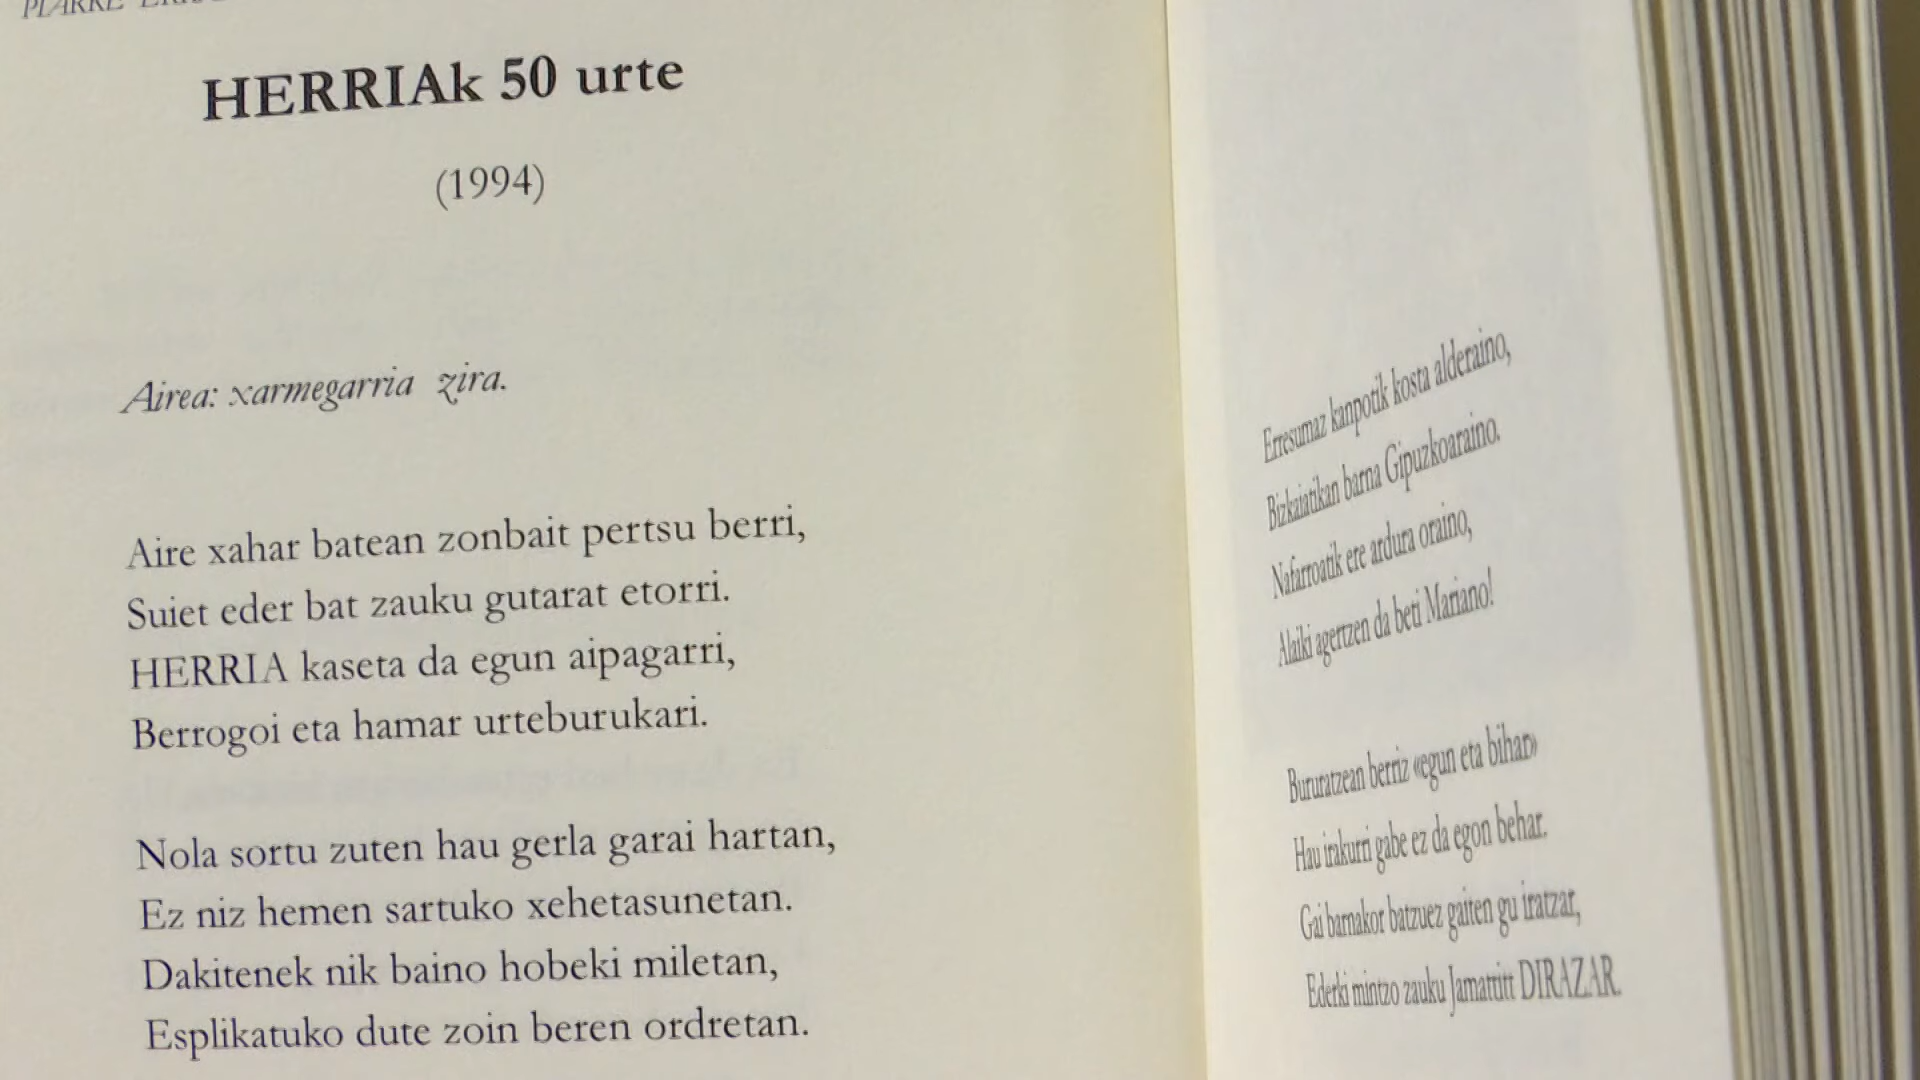 HERRIAk 50 urte
(1994)
Airea: xarmegarria zira.
Aire xahar batean zonbait pertsu berri,
Suiet eder bat zauku gutarat etorri.
HERRIA kaseta da egun aipagarri,
Berrogoi eta hamar urteburukari.
Nola sortu zuten hau gerla garai hartan,
Ez niz hemen sartuko xehetasunetan.
Dakitenek nik baino hobeki miletan,
Esplikatuko dute zoin beren ordretan.
Erresumaz kanpotik kosta alderaino,
Bizkaiatikan barna Gipuzkoaraino.
Nafarroatik ere ardura oraino,
Alaiki agertzen da beti Mariano!
Bururatzean berriz «egun eta bihar»
Hau irakurri gabe ez da egon behar.
Gai barnakor batzuez gaiten gu iratzar,
Ederki mintzo zauku Jamattitt DIRAZAR.